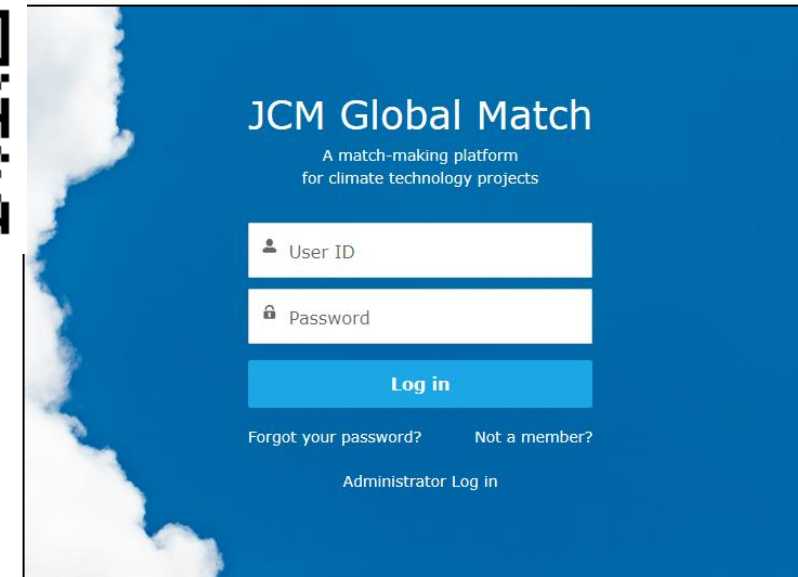 JCM Global Match
A match-making platform
for climate technology projects
User ID
Password
Log in
Forgot your password? Not a member?
Administrator Log in